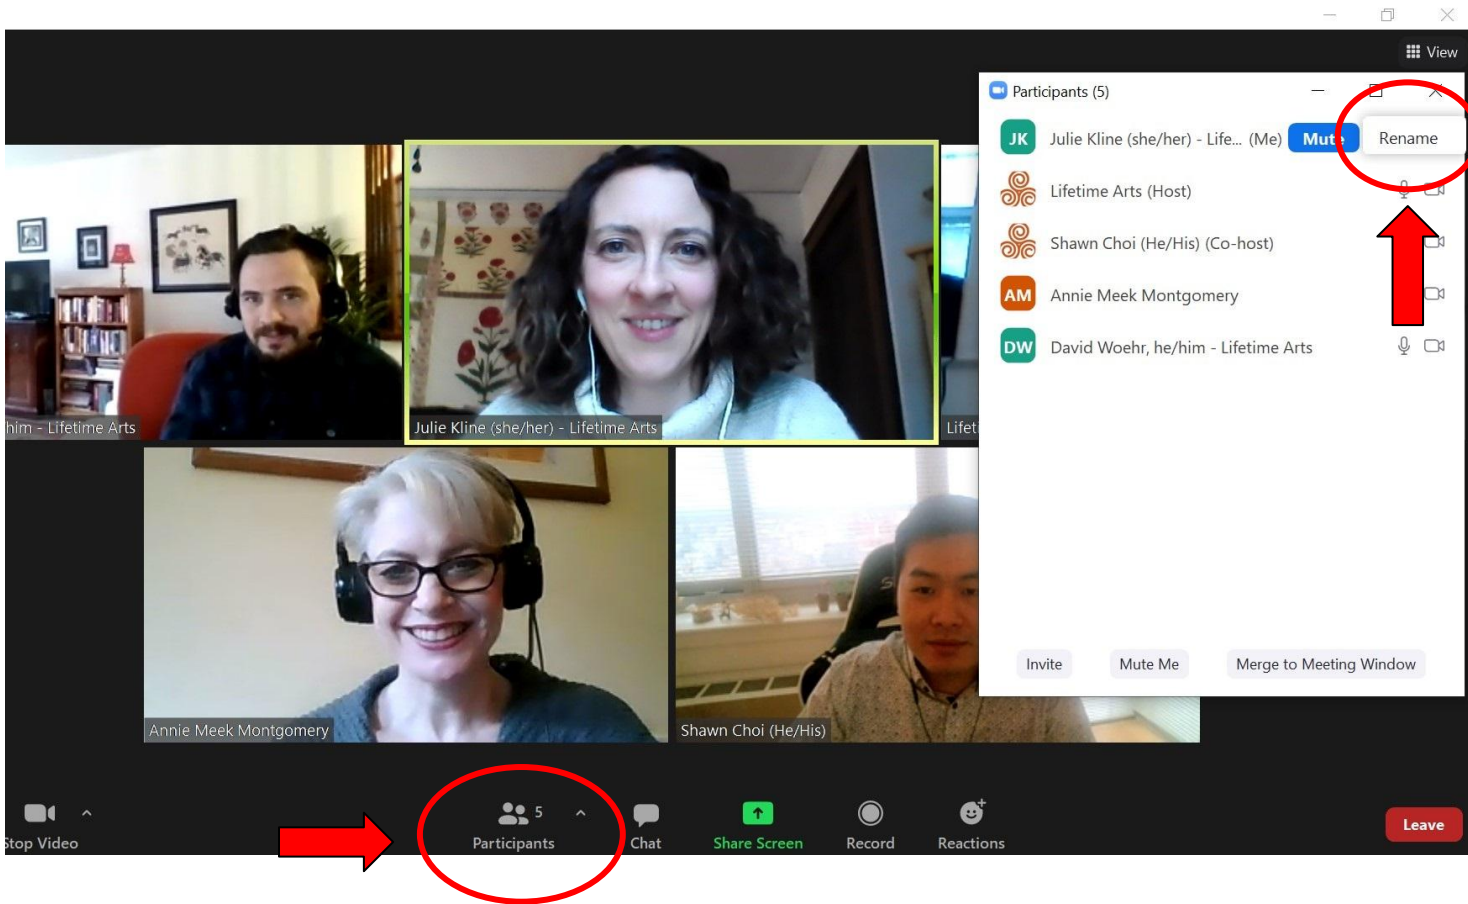 View
Participants (5)
JK Julie Kline (she/her) - Life... (Me) Mute Rename
Lifetime Arts (Host)
Shawn Choi (He/His) (Co-host)
AM Annie Meek Montgomery
DW David Woehr, he/him - Lifetime Arts
him - Lifetime Arts
Julie Kline (she/her) - Lifetime Arts
Invite Mute Me Merge to Meeting Window
Annie Meek Montgomery
Shawn Choi (He/His)
5
Stop Video Participants Chat Share Screen Record Reactions Leave